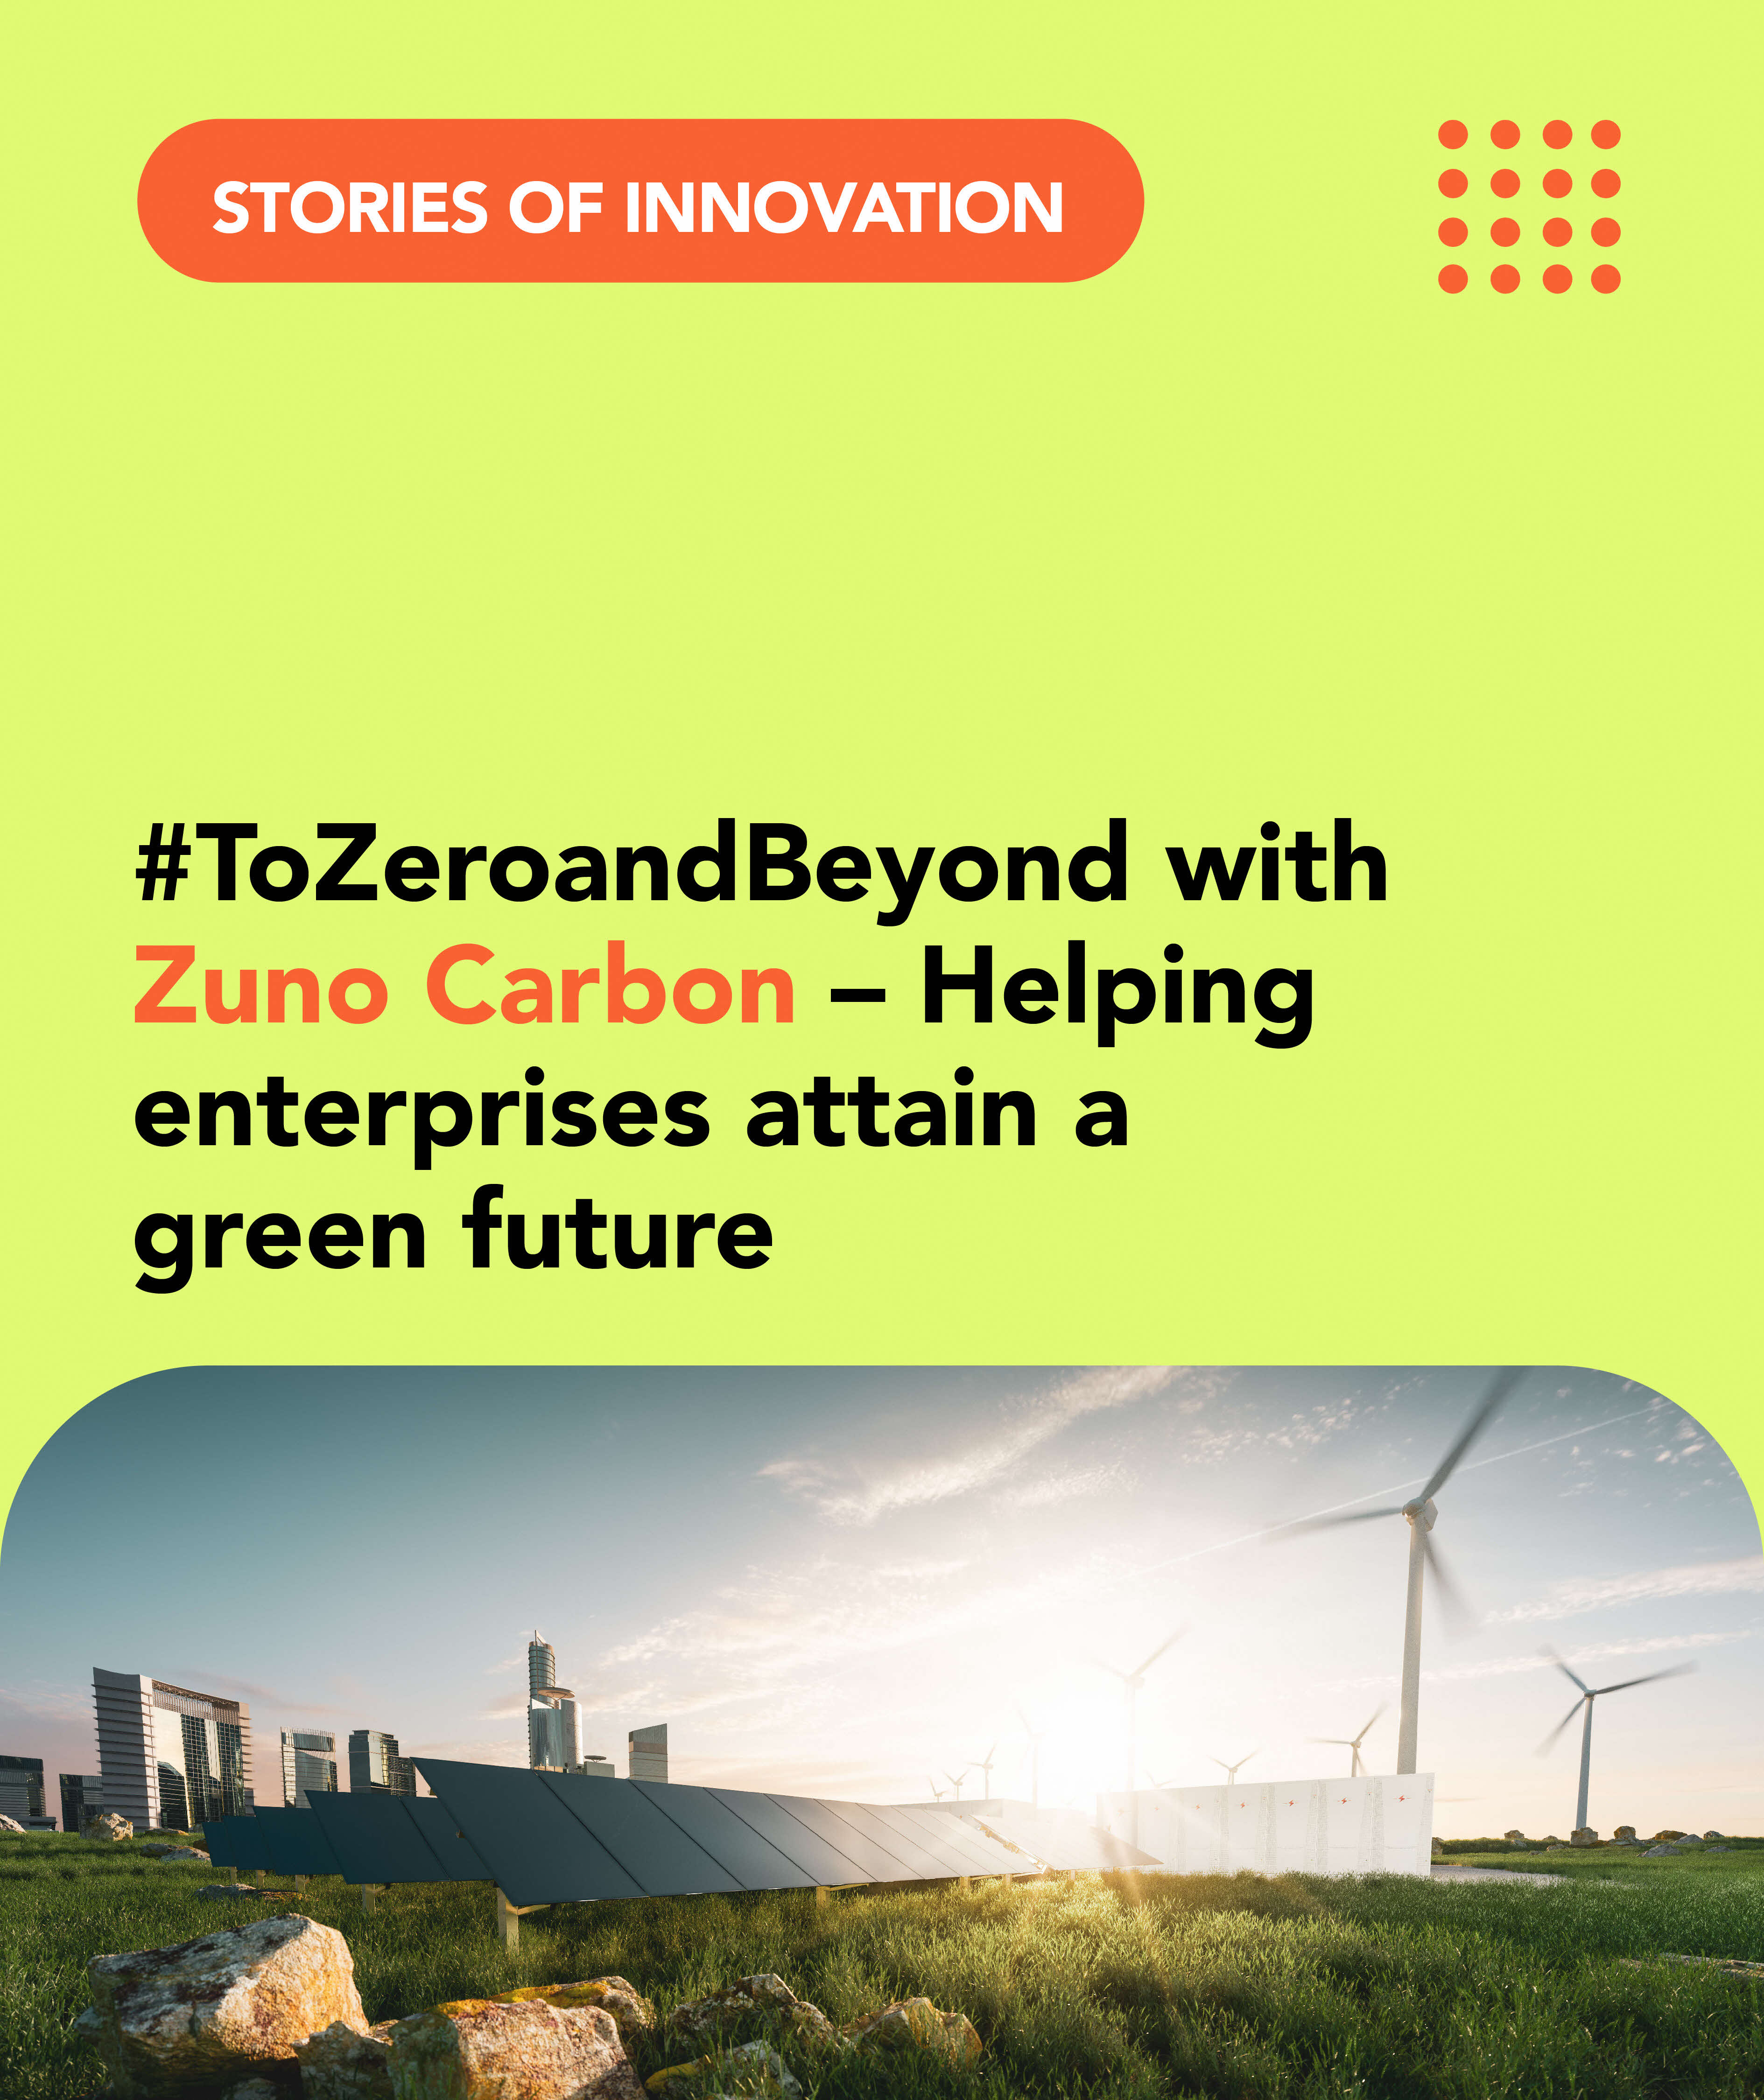 STORIES OF INNOVATION
#ToZeroandBeyond with
Zuno Carbon – Helping
enterprises attain a
green future